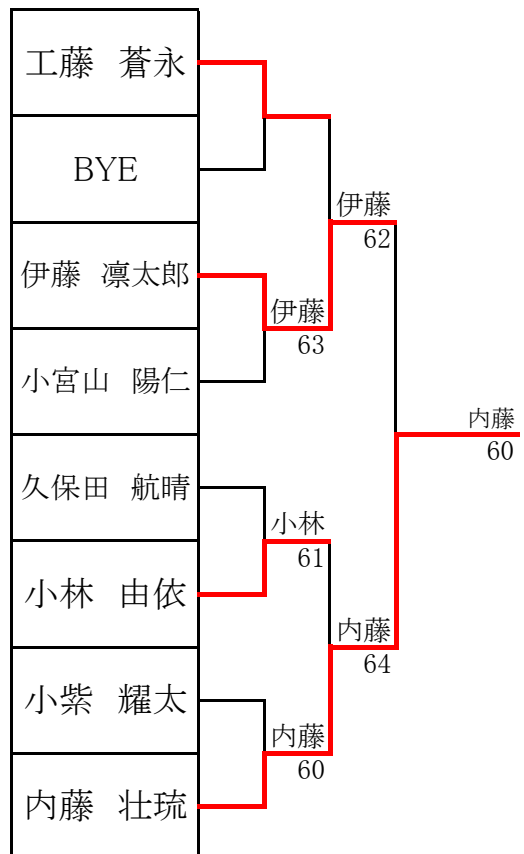 工藤 蒼永
BYE
伊藤 凛太郎
小宮山 陽仁
久保田 航晴
小林 由依
小紫 耀太
内藤 壮琉
伊藤
63
小林
61
内藤
60
伊藤
62
内藤
64
内藤
60